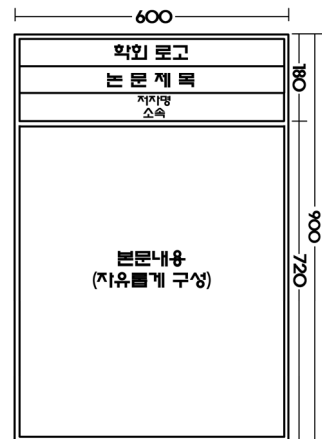 600
학회 로고
논 문 제 목
저자명
소속
180
본문내용
(자유롭게 구성)
720
900